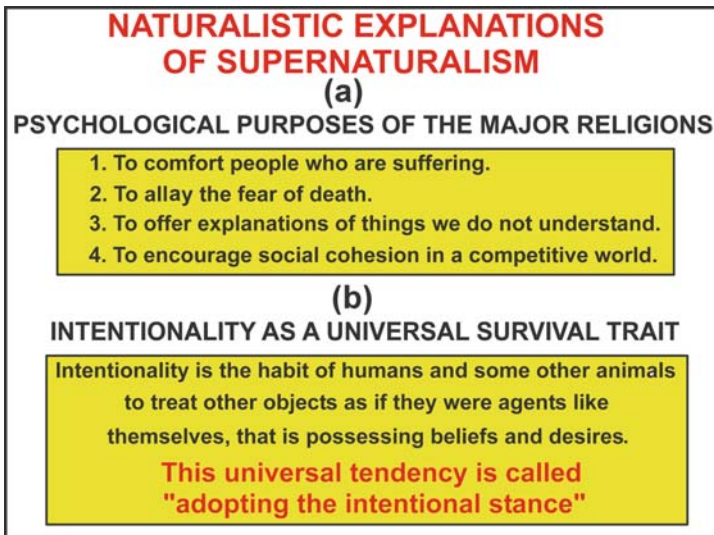 NATURALISTIC EXPLANATIONS
OF SUPERNATURALISM
(a)
PSYCHOLOGICAL PURPOSES OF THE MAJOR RELIGIONS
1. To comfort people who are suffering.
2. To allay the fear of death.
3. To offer explanations of things we do not understand.
4. To encourage social cohesion in a competitive world.
(b)
INTENTIONALITY AS A UNIVERSAL SURVIVAL TRAIT
Intentionality is the habit of humans and some other animals
to treat other objects as if they were agents like
themselves, that is possessing beliefs and desires.
This universal tendency is called
"adopting the intentional stance"